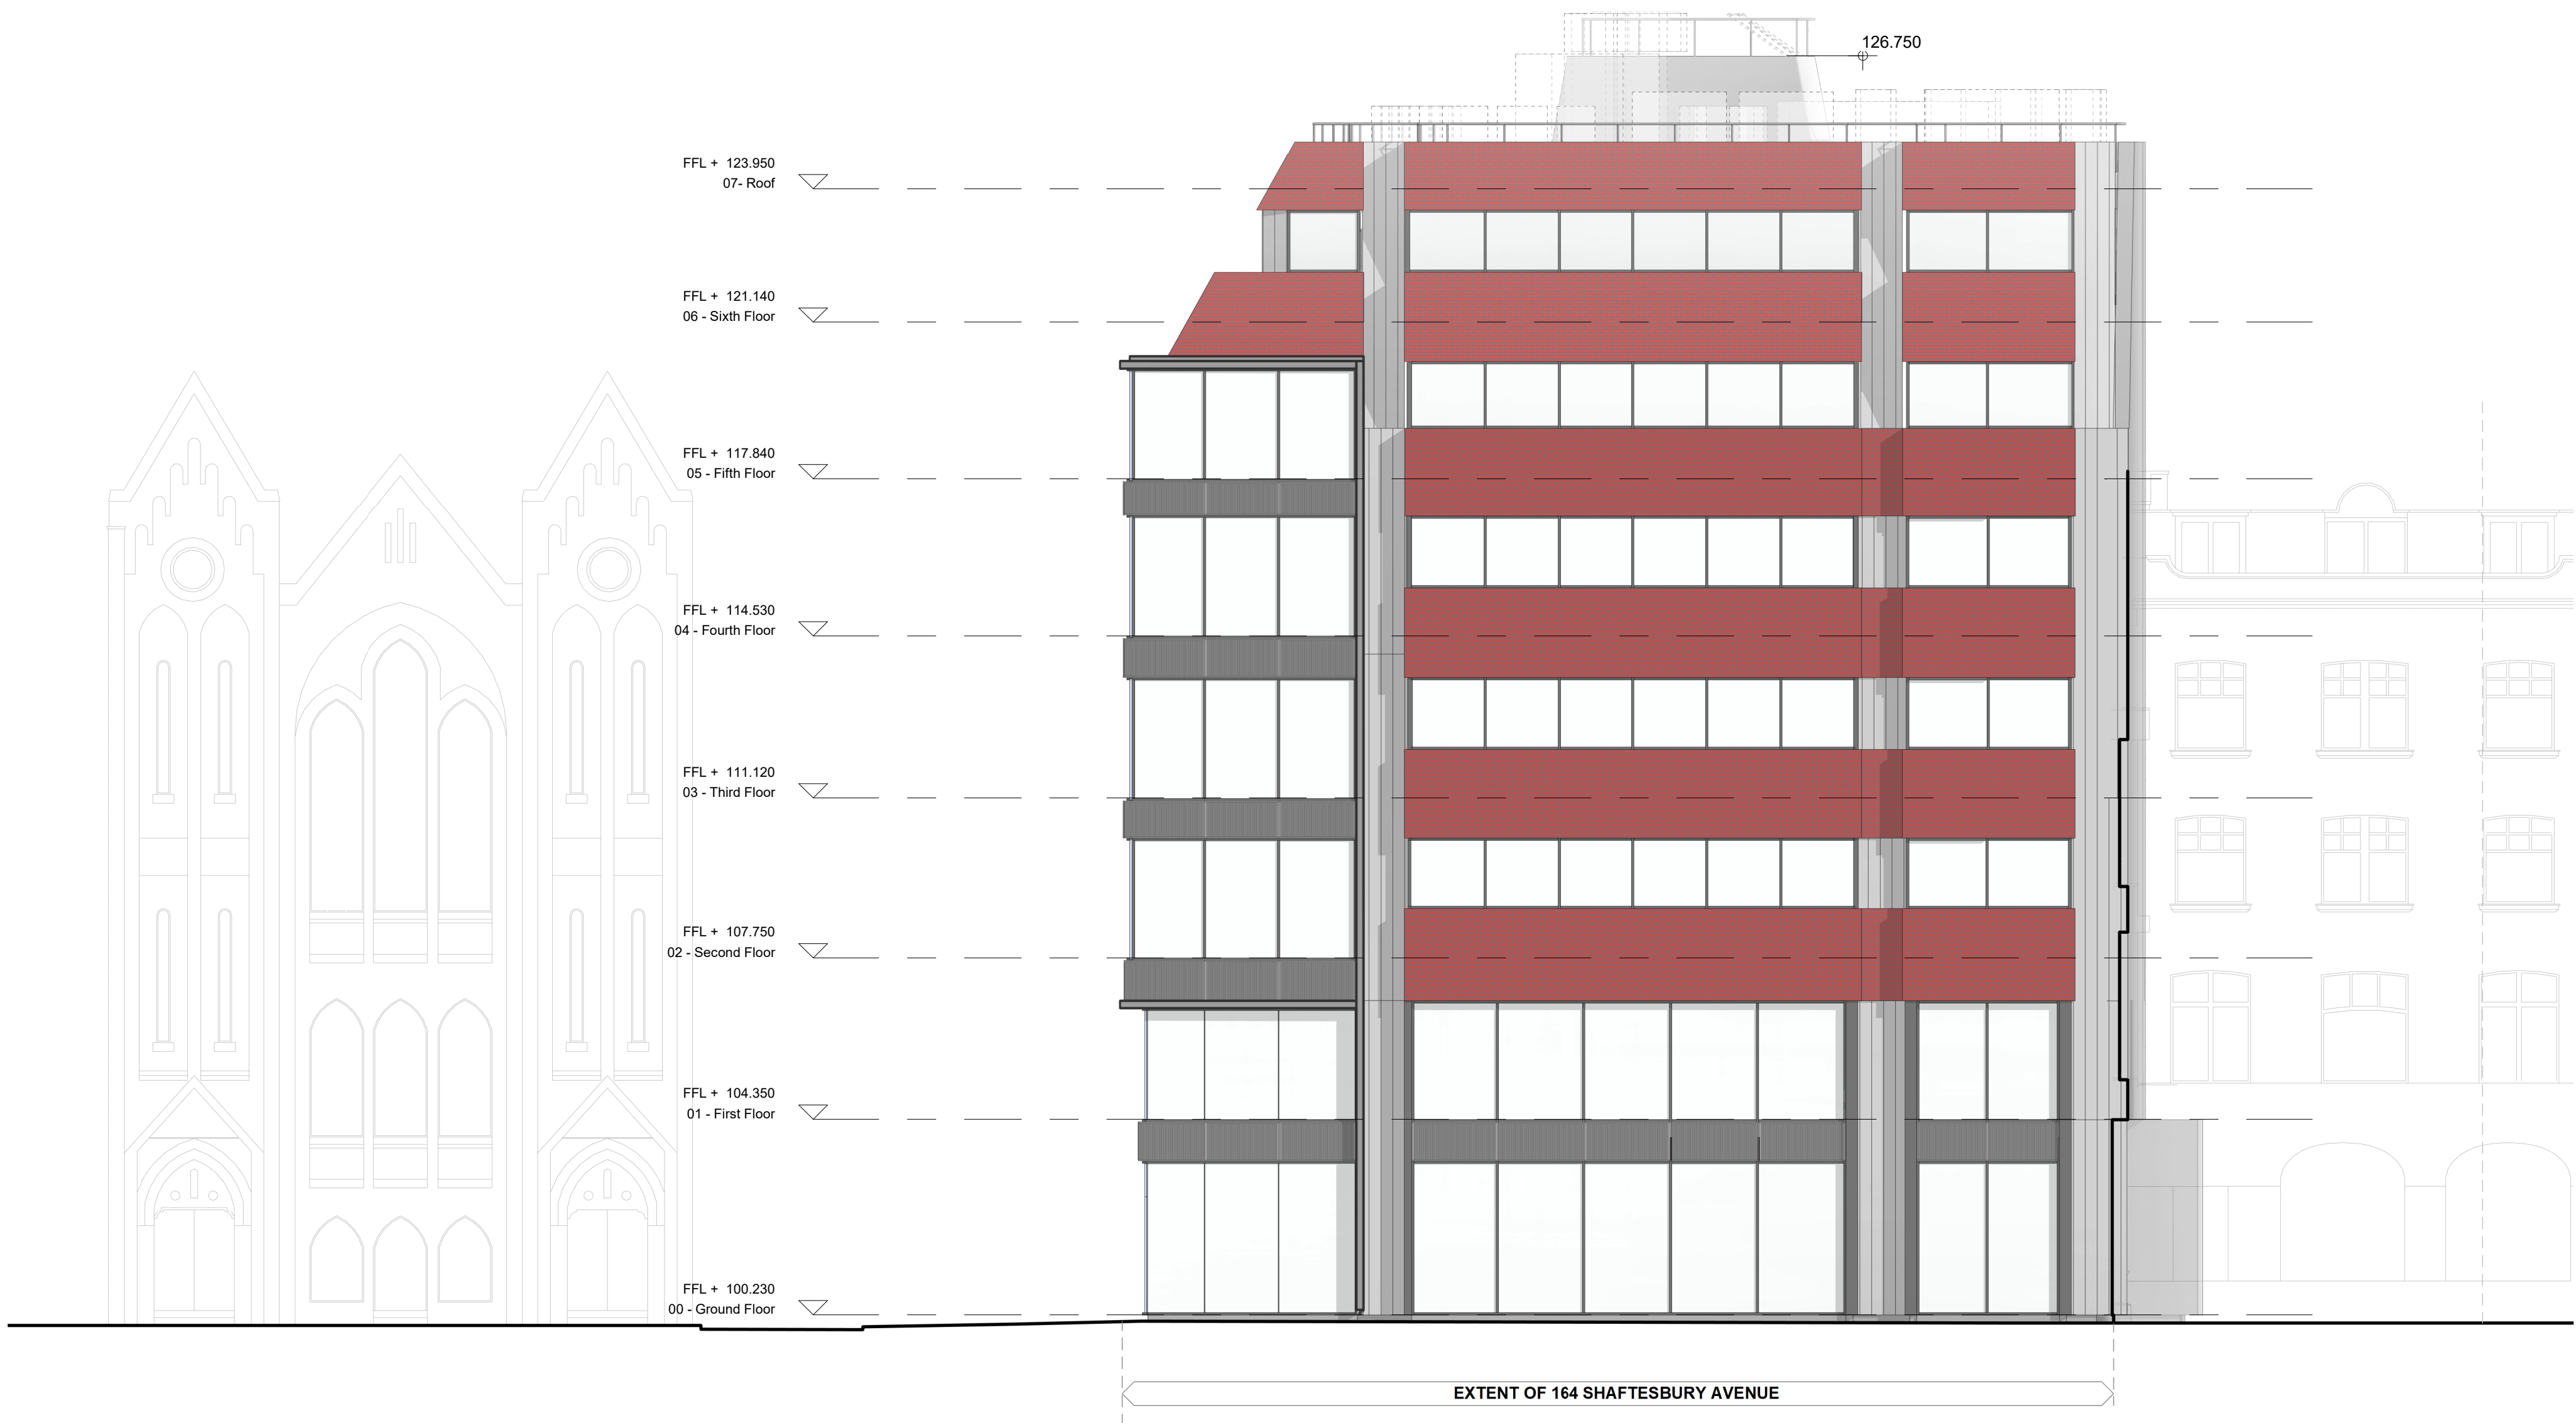 126.750
FFL + 123.950
07- Roof
FFL + 121.140
06 - Sixth Floor
FFL + 117.840
05 - Fifth Floor
FFL + 114.530
04 - Fourth Floor
FFL + 111.120
03 - Third Floor
FFL + 107.750
02 - Second Floor
FFL + 104.350
01 - First Floor
FFL + 100.230
00 - Ground Floor
EXTENT OF 164 SHAFTESBURY AVENUE